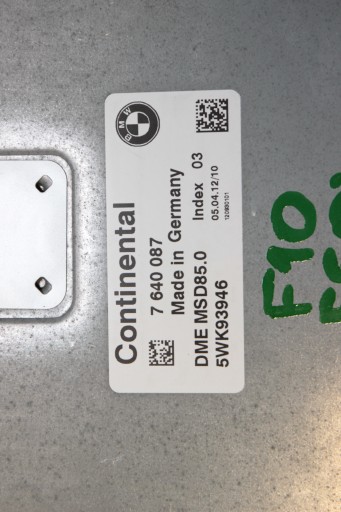 BMW
Continental
7 640 087
Made in Germany
DME MSD85.0 Index 03
5WK93946 05.04.12/10
120900101
F10